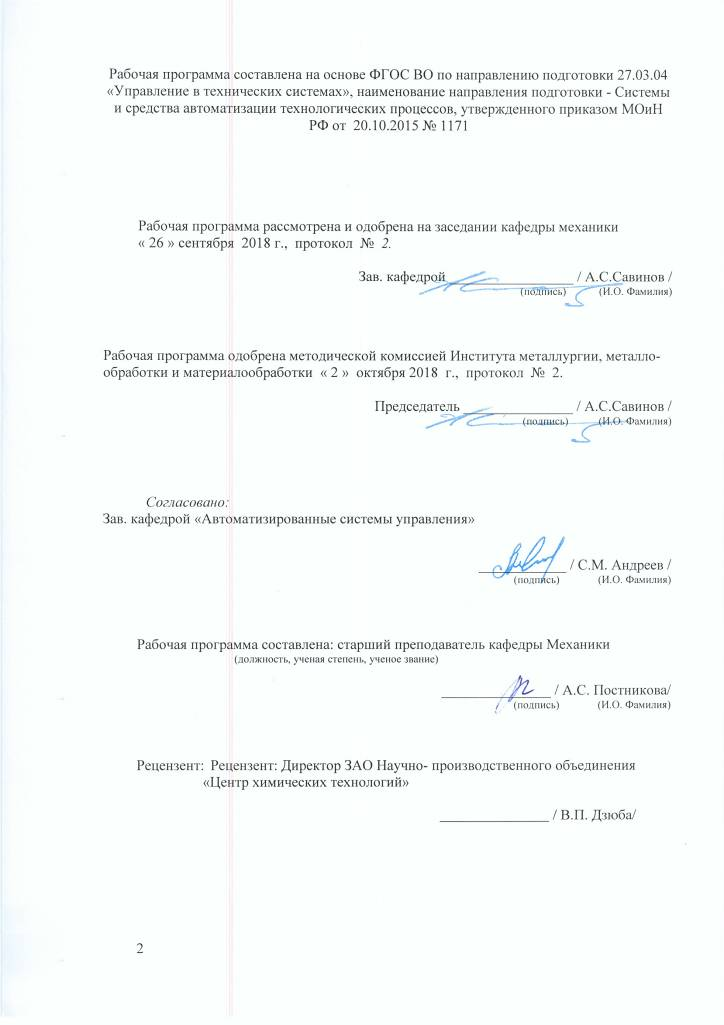 Рабочая программа составлена на основе ФГОС ВО по направлению подготовки 27.03.04
«Управление в технических системах», наименование направления подготовки - Системы
и средства автоматизации технологических процессов, утвержденного приказом МОиН
РФ от 20.10.2015 № 1171
Рабочая программа рассмотрена и одобрена на заседании кафедры механики
« 26 » сентября 2018 г., протокол № 2.
Зав. кафедрой _______________ / А.С.Савинов /
(подпись) (И.О. Фамилия)
Рабочая программа одобрена методической комиссией Института металлургии, металло-
обработки и материалообработки « 2 » октября 2018 г., протокол № 2.
Председатель _______________ / А.С.Савинов /
(подпись) (И.О. Фамилия)
Согласовано:
Зав. кафедрой «Автоматизированные системы управления»
____________ / С.М. Андреев /
(подпись) (И.О. Фамилия)
Рабочая программа составлена: старший преподаватель кафедры Механики
(должность, ученая степень, ученое звание)
_______________ / А.С. Постникова/
(подпись) (И.О. Фамилия)
Рецензент: Рецензент: Директор ЗАО Научно- производственного объединения
«Центр химических технологий»
_______________ / В.П. Дзюба/
2